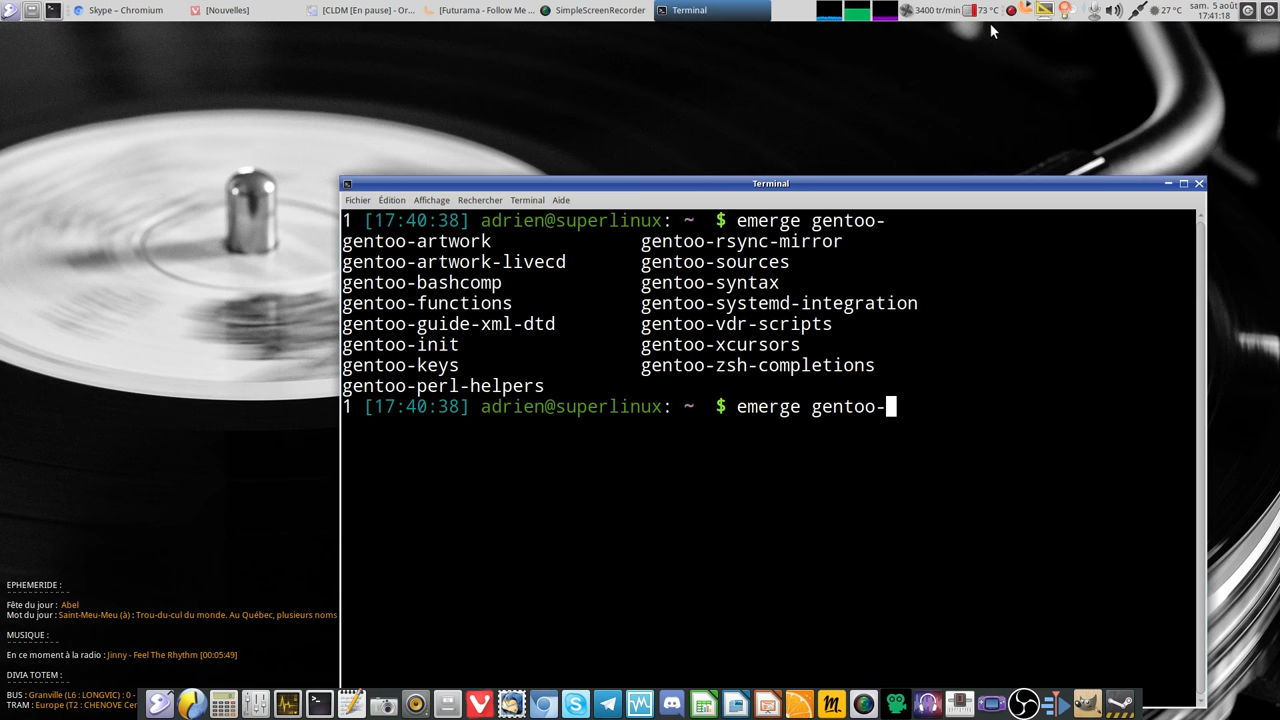 Skype – Chromium
[Nouvelles]
[CLDM [En pause] - Or...
[Futurama - Follow Me ...
SimpleScreenRecorder
Terminal
3400 tr/min
73 °C
27 °C
sam. 5 août
17:41:18
Terminal
Fichier Édition Affichage Rechercher Terminal Aide
1 [17:40:38] adrien@superlinux: ~ $ emerge gentoo-
gentoo-artwork gentoo-rsync-mirror
gentoo-artwork-livecd gentoo-sources
gentoo-bashcomp gentoo-syntax
gentoo-functions gentoo-systemd-integration
gentoo-guide-xml-dtd gentoo-vdr-scripts
gentoo-init gentoo-xcursors
gentoo-keys gentoo-zsh-completions
gentoo-perl-helpers
1 [17:40:38] adrien@superlinux: ~ $ emerge gentoo-
EPHEMERIDE :
Fête du jour : Abel
Mot du jour : Saint-Meu-Meu (à) : Trou-du-cul du monde. Au Québec, plusieurs noms
MUSIQUE :
En ce moment à la radio : Jinny - Feel The Rhythm [00:05:49]
DIVIA TOTEM :
BUS : Granville (L6 : LONGVIC) : 0 -
TRAM : Europe (T2 : CHENOVE Cer